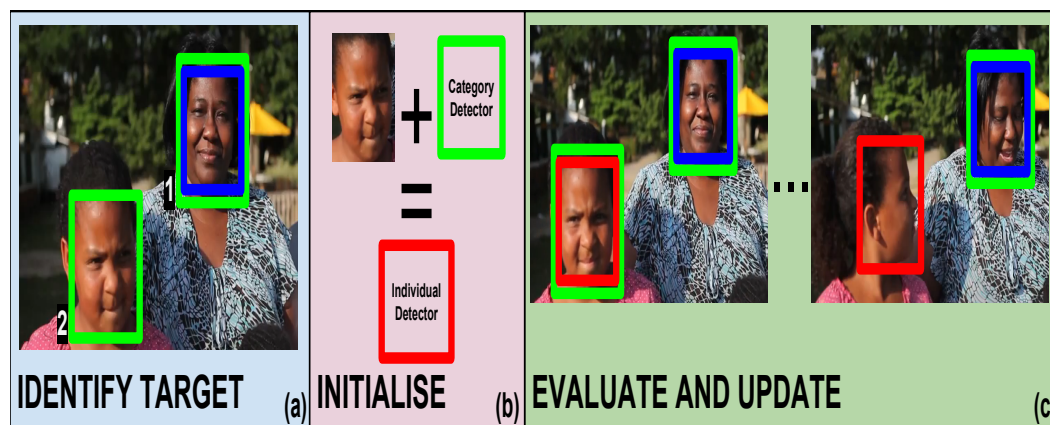 1
2
IDENTIFY TARGET
(a)
Category
Detector
+
=
Individual
Detector
INITIALISE
(b)
...
EVALUATE AND UPDATE
(c